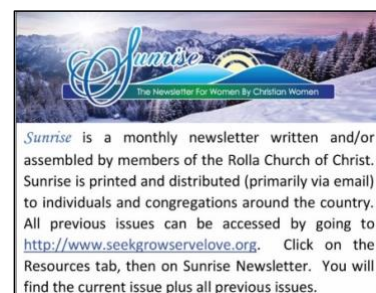 Sunrise
The Newsletter For Women By Christian Women
Sunrise is a monthly newsletter written and/or
assembled by members of the Rolla Church of Christ.
Sunrise is printed and distributed (primarily via email)
to individuals and congregations around the country.
All previous issues can be accessed by going to
http://www.seekgrowservelove.org. Click on the
Resources tab, then on Sunrise Newsletter. You will
find the current issue plus all previous issues.